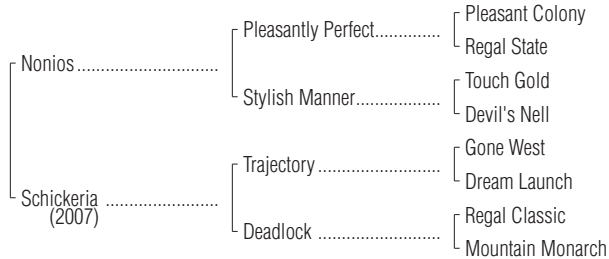 Pleasant Colony
Pleasantly Perfect
Regal State
Nonios
Touch Gold
Stylish Manner
Devil's Nell
Gone West
Trajectory
Dream Launch
Schickeria
(2007)
Regal Classic
Deadlock
Mountain Monarch